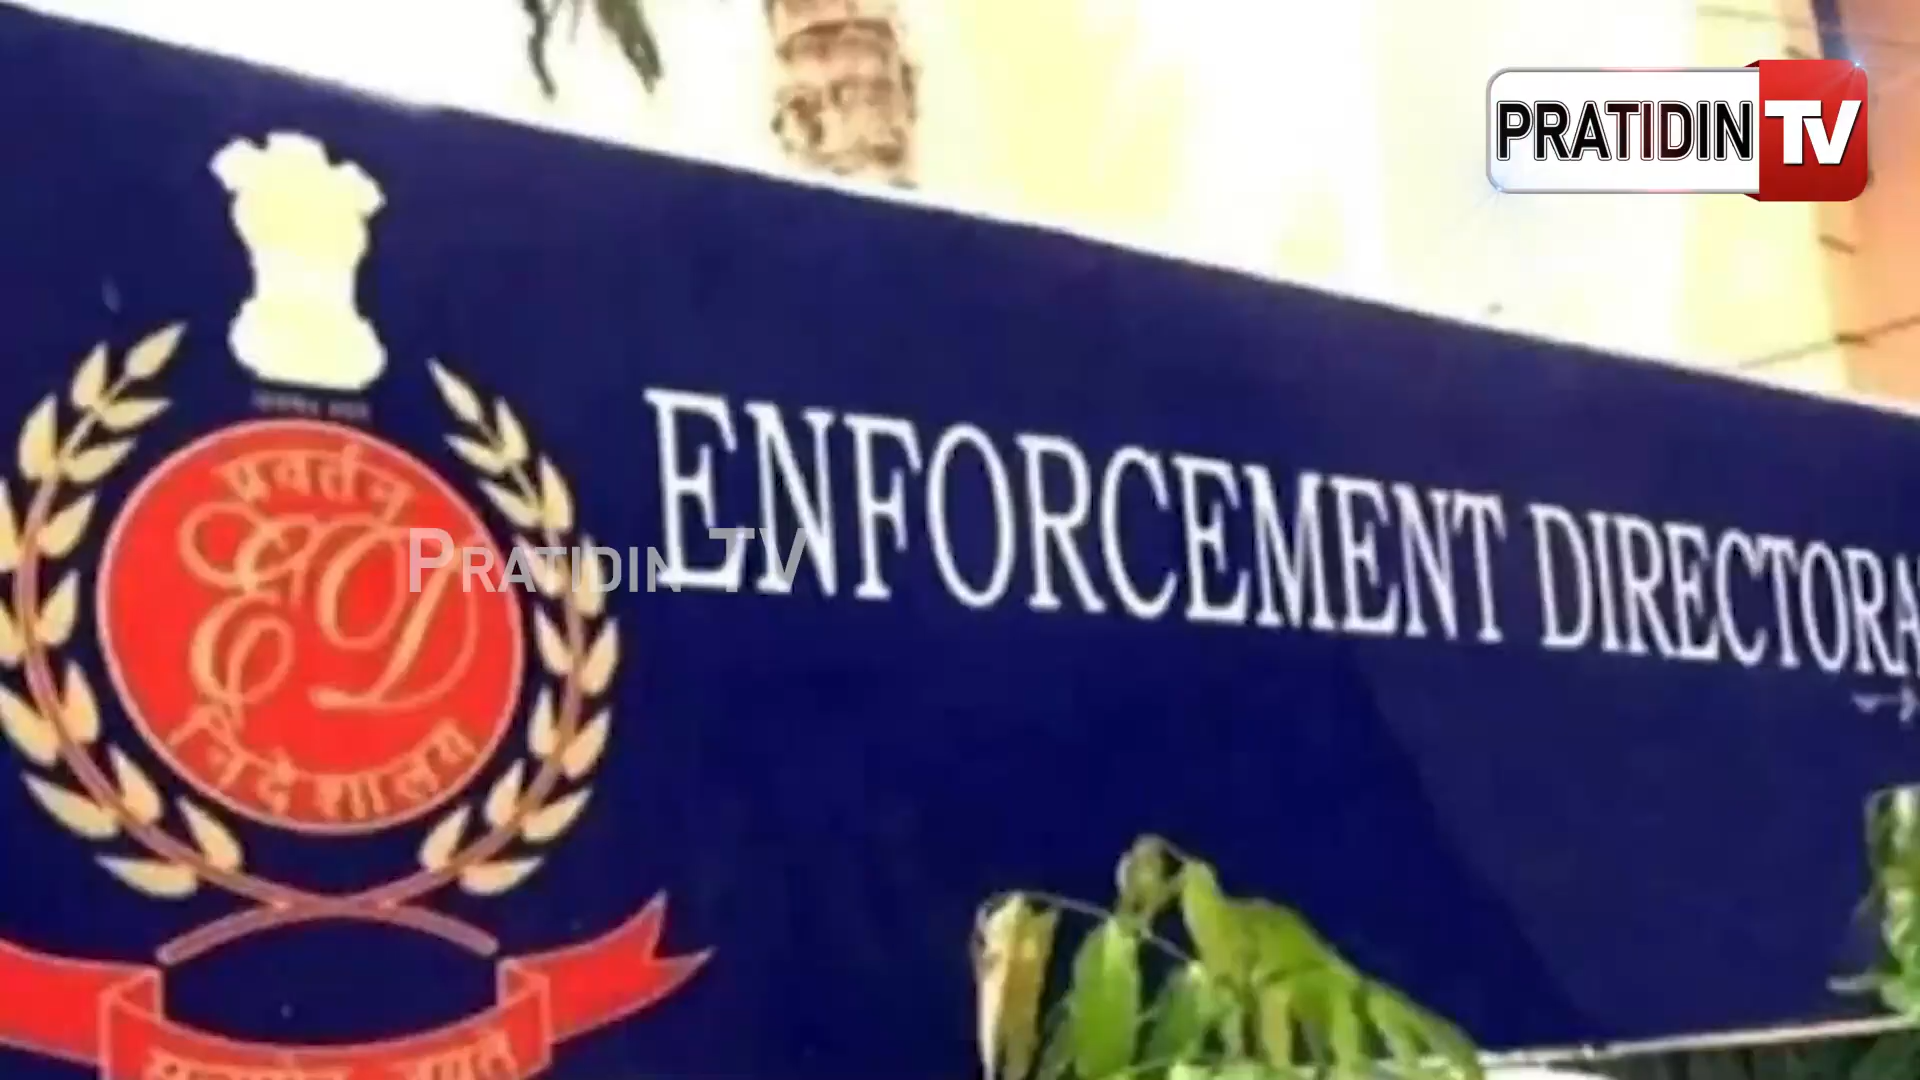 PRATIDIN TV
प्रवर्तन
ED
निदेशालय
ENFORCEMENT DIRECTORA
PRATIDIN TV